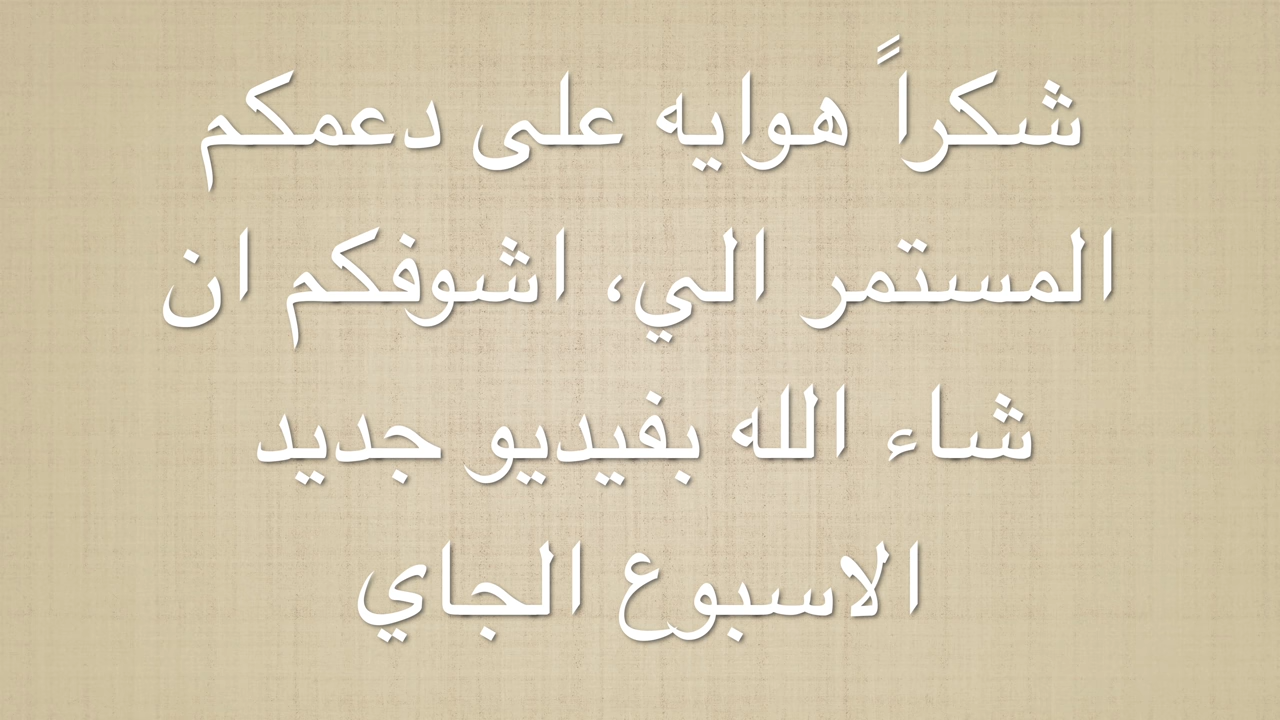 شكراً هوايه على دعمكم
المستمر الي، اشوفكم ان
شاء الله بفيديو جديد
الاسبوع الجاي